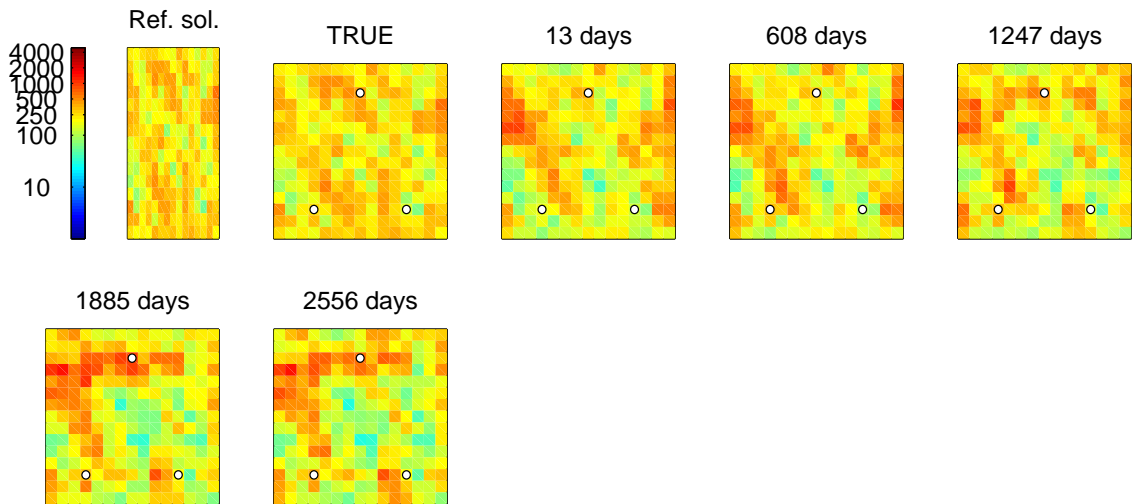 Ref. sol.
TRUE
13 days
608 days
1247 days
4000
2000
1000
500
250
100
10
1885 days
2556 days